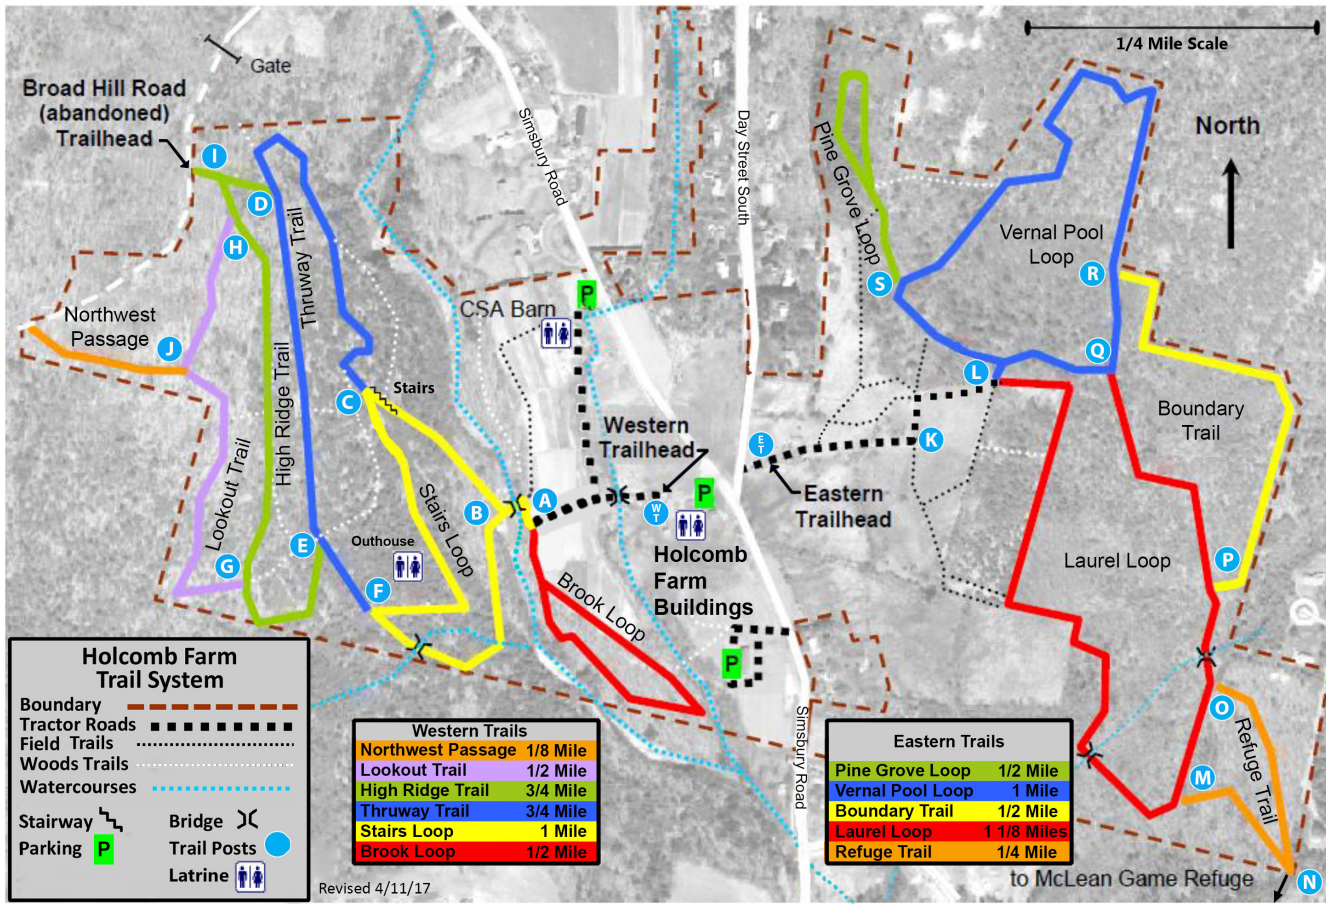 1/4 Mile Scale
Gate
Broad Hill Road
(abandoned)
Trailhead
North
I
D
H
J
G
E
C
F
B
A
W
T
E
T
K
L
S
R
Q
P
O
M
N
Simsbury Road
Day Street South
Pine Grove Loop
Vernal Pool
Loop
Thruway Trail
Northwest
Passage
High Ridge Trail
Lookout Trail
CSA Barn
P
Stairs
Western
Trailhead
Stairs Loop
Outhouse
P
Eastern
Trailhead
Boundary
Trail
Laurel Loop
Holcomb
Farm
Buildings
Brook Loop
P
Simsbury Road
Refuge Trail
to McLean Game Refuge
Holcomb Farm
Trail System
Boundary
Tractor Roads
Field Trails
Woods Trails
Watercourses
Stairway
Bridge
Parking P
Trail Posts
Latrine
Revised 4/11/17
Western Trails
Northwest Passage 1/8 Mile
Lookout Trail 1/2 Mile
High Ridge Trail 3/4 Mile
Thruway Trail 3/4 Mile
Stairs Loop 1 Mile
Brook Loop 1/2 Mile
Eastern Trails
Pine Grove Loop 1/2 Mile
Vernal Pool Loop 1 Mile
Boundary Trail 1/2 Mile
Laurel Loop 1 1/8 Miles
Refuge Trail 1/4 Mile